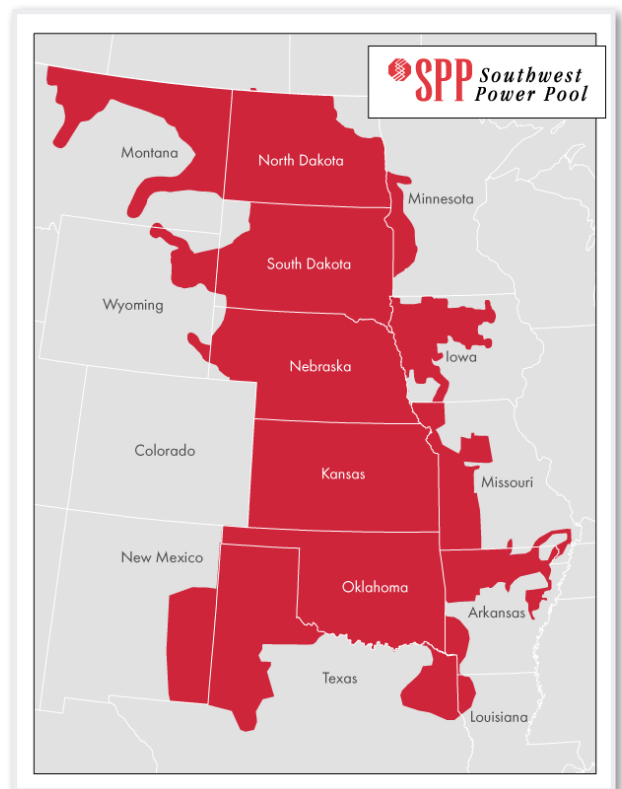 SPP Southwest
Power Pool
Montana
North Dakota
Minnesota
South Dakota
Wyoming
Iowa
Nebraska
Colorado
Kansas
Missouri
New Mexico
Oklahoma
Arkansas
Texas
Louisiana